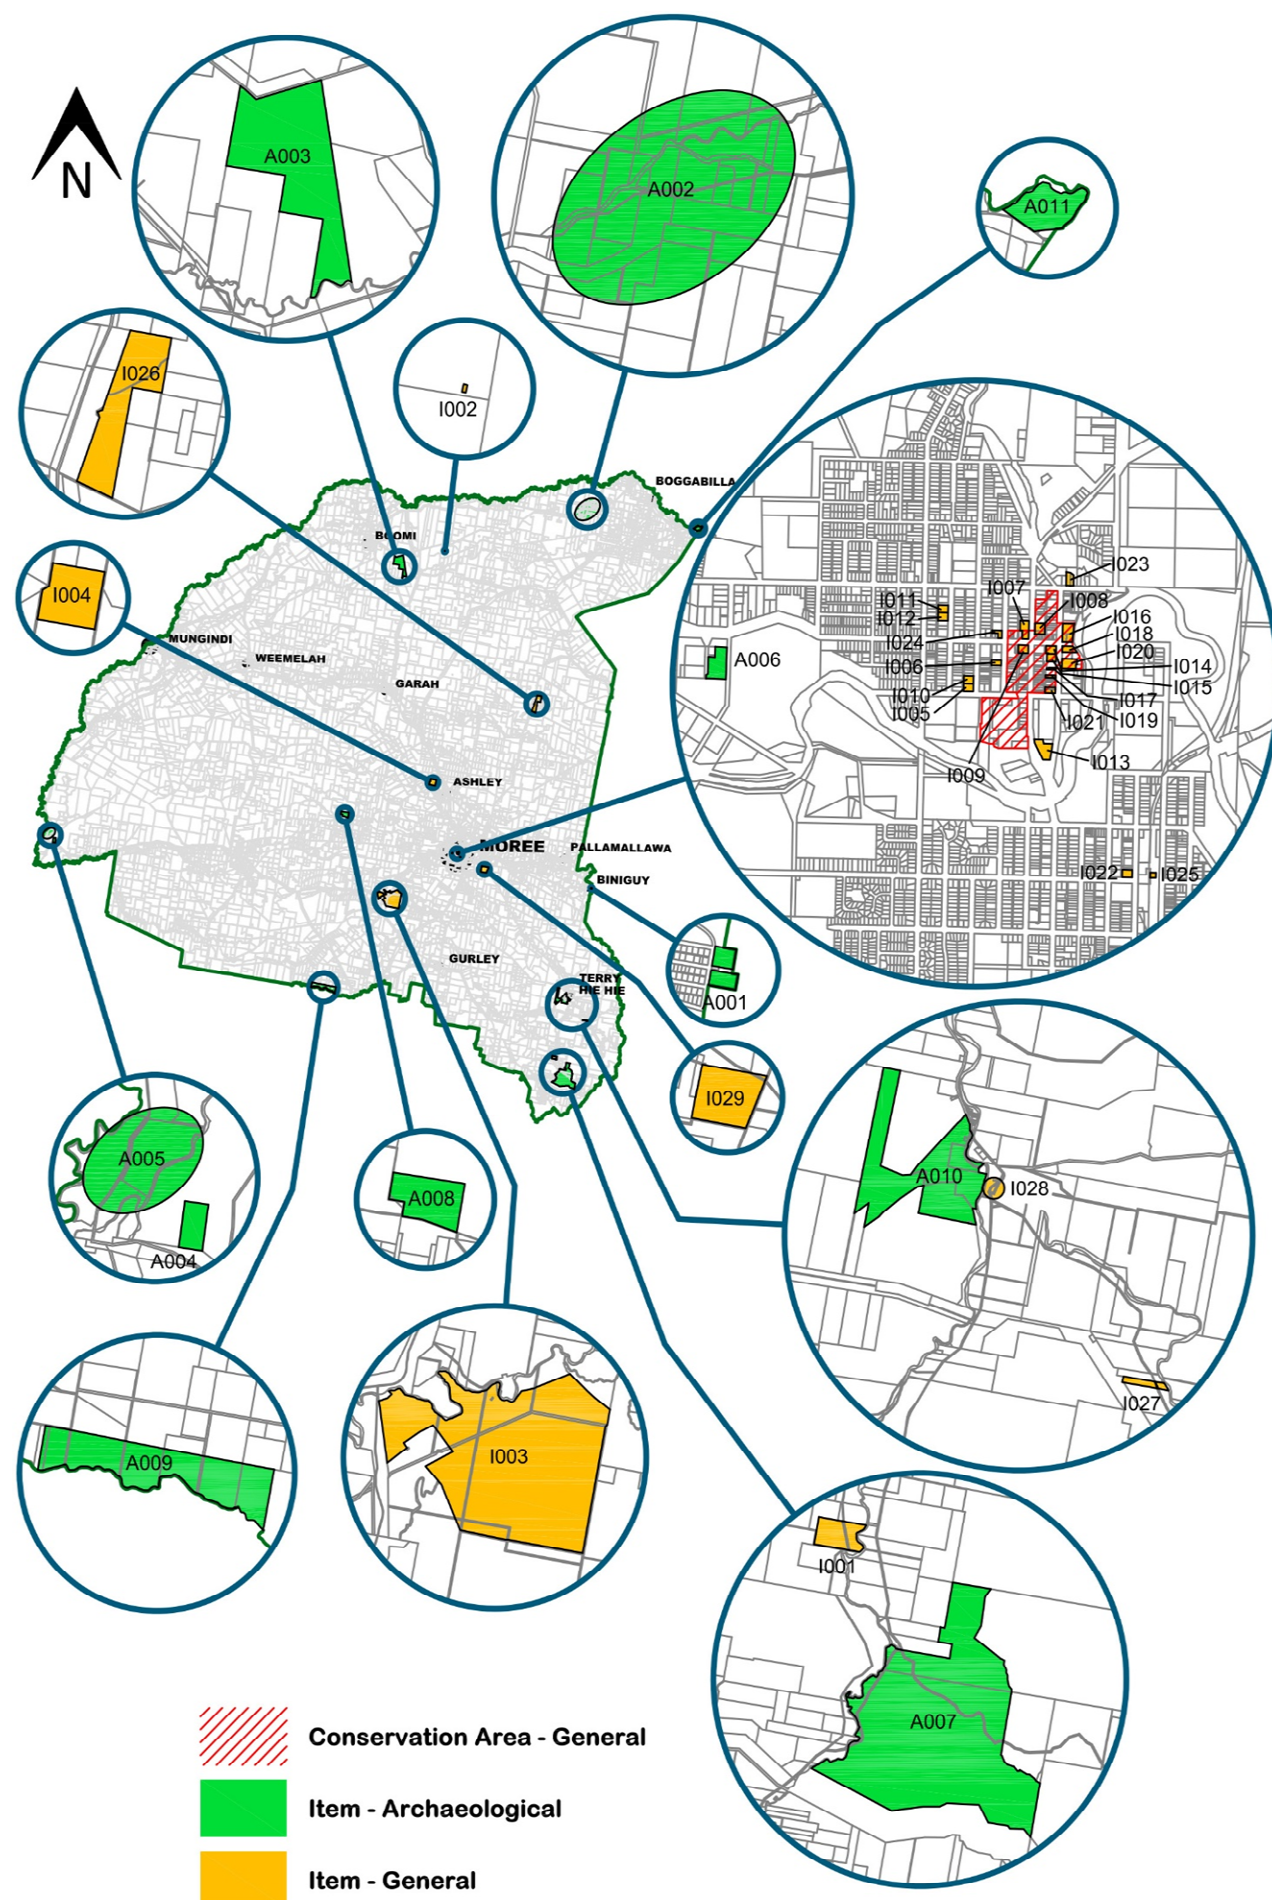 A003
A002
A011
N
I026
I002
BOGGABILLA
BOOMI
I004
MUNGINDI
WEEMELAH
GARAH
ASHLEY
MOREE
PALLAMALLAWA
BINIGUY
GURLEY
TERRY
HIE HIE
I023
I007
I011
I008
I012
I016
I024
I018
I006
I020
A006
I014
I010
I015
I005
I017
I021
I019
I009
I013
I022
I025
A001
I029
A005
A004
A008
A010
I028
I027
A009
I003
I001
A007
Conservation Area - General
Item - Archaeological
Item - General